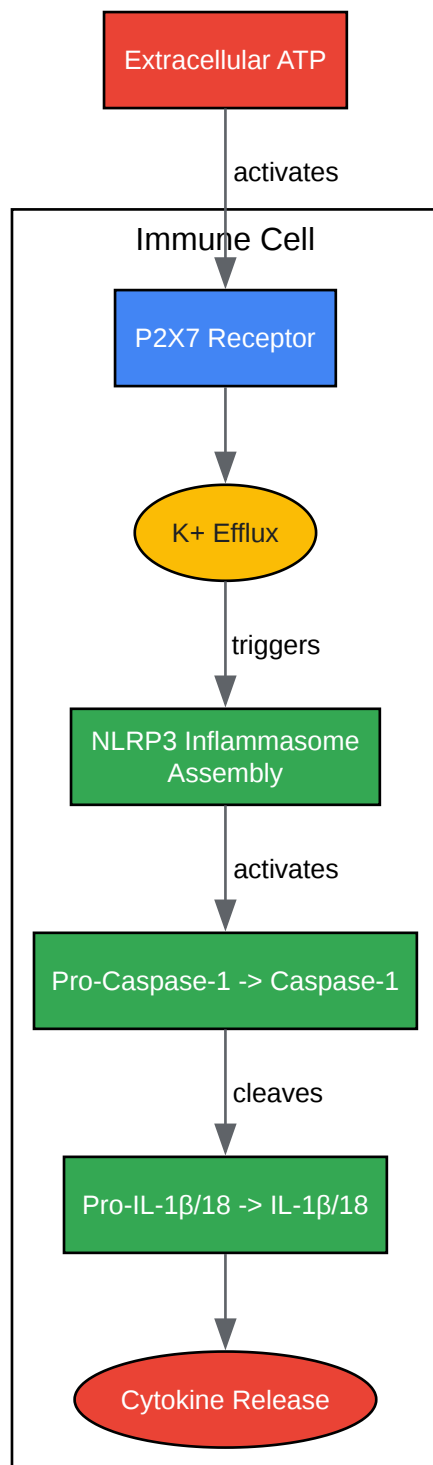 Extracellular ATP
activates
Immune Cell
P2X7 Receptor
K+ Efflux
triggers
NLRP3 Inflammasome
Assembly
activates
Pro-Caspase-1 -> Caspase-1
cleaves
Pro-IL-1β/18 -> IL-1β/18
Cytokine Release